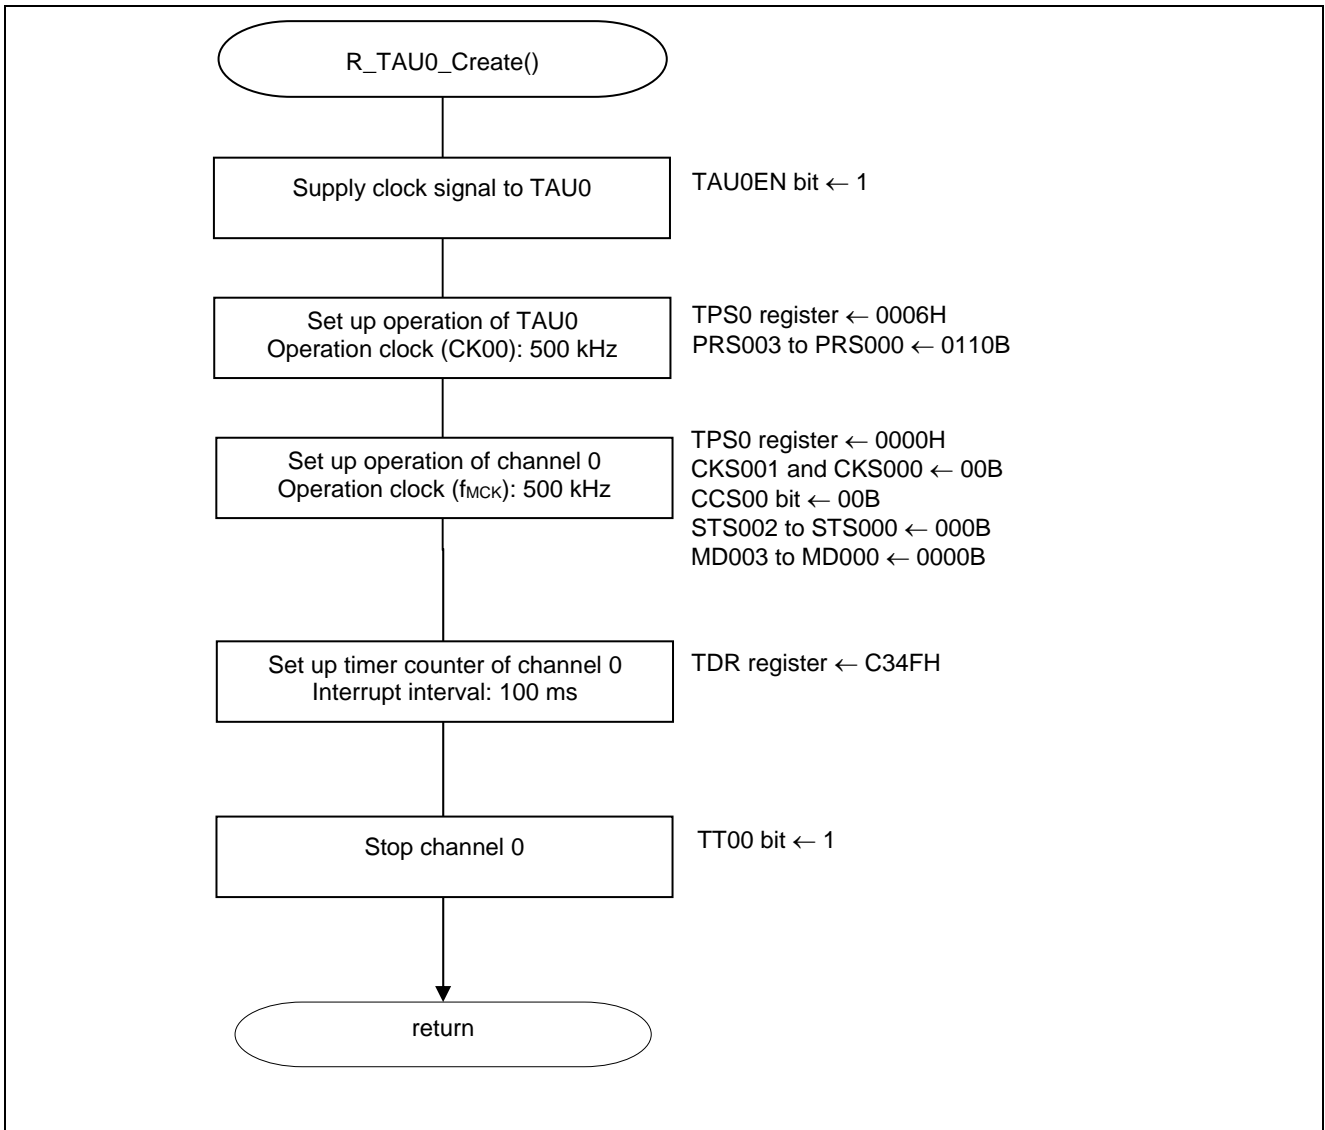 R_TAU0_Create()
Supply clock signal to TAU0
TAU0EN bit ← 1
Set up operation of TAU0
Operation clock (CK00): 500 kHz
TPS0 register ← 0006H
PRS003 to PRS000 ← 0110B
Set up operation of channel 0
Operation clock (fMCK): 500 kHz
TPS0 register ← 0000H
CKS001 and CKS000 ← 00B
CCS00 bit ← 00B
STS002 to STS000 ← 000B
MD003 to MD000 ← 0000B
Set up timer counter of channel 0
Interrupt interval: 100 ms
TDR register ← C34FH
Stop channel 0
TT00 bit ← 1
return